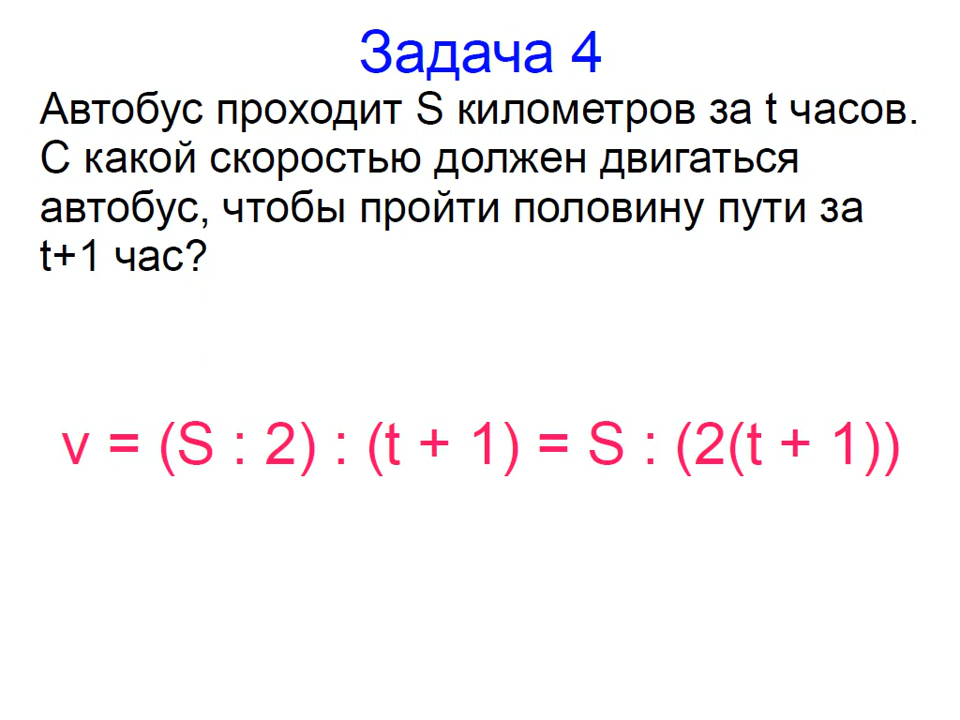 Задача 4
Автобус проходит S километров за t часов.
С какой скоростью должен двигаться
автобус, чтобы пройти половину пути за
t+1 час?
v = (S : 2) : (t + 1) = S : (2(t + 1))